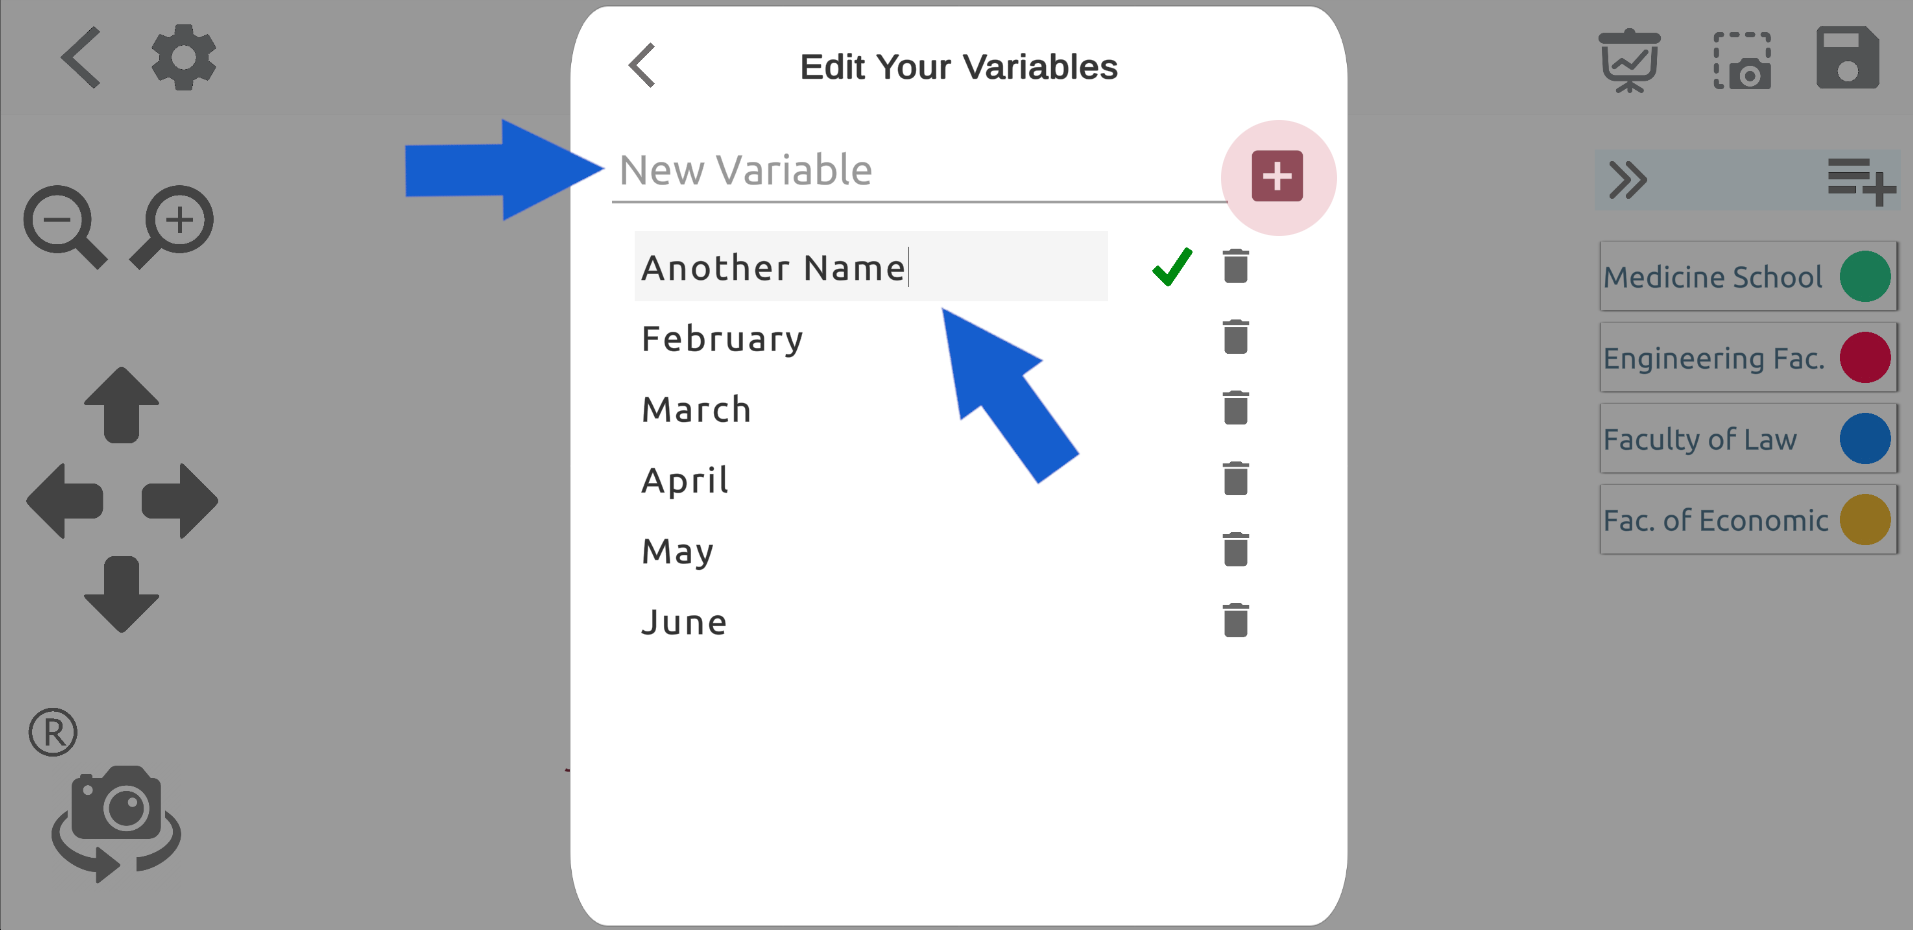 Edit Your Variables
New Variable
Another Name
February
March
April
May
June
Medicine School
Engineering Fac.
Faculty of Law
Fac. of Economic
®